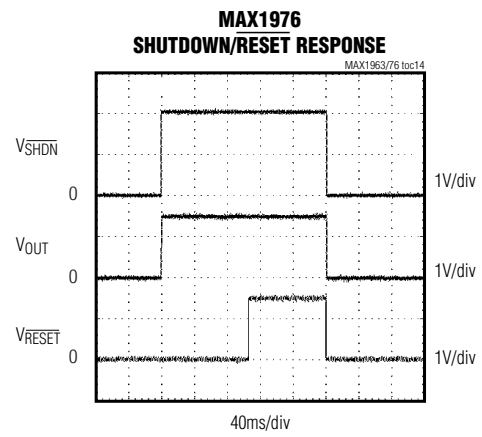 MAX1976
SHUTDOWN/RESET RESPONSE
MAX1963/76 toc14
VSHDN
0
1V/div
VOUT
0
1V/div
VRESET
0
1V/div
40ms/div